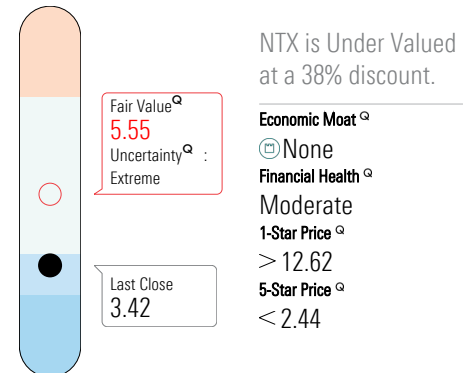 Fair Value Q
5.55
Uncertainty Q :
Extreme
Last Close
3.42
NTX is Under Valued
at a 38% discount.
Economic Moat Q
None
Financial Health Q
Moderate
1-Star Price Q
> 12.62
5-Star Price Q
< 2.44